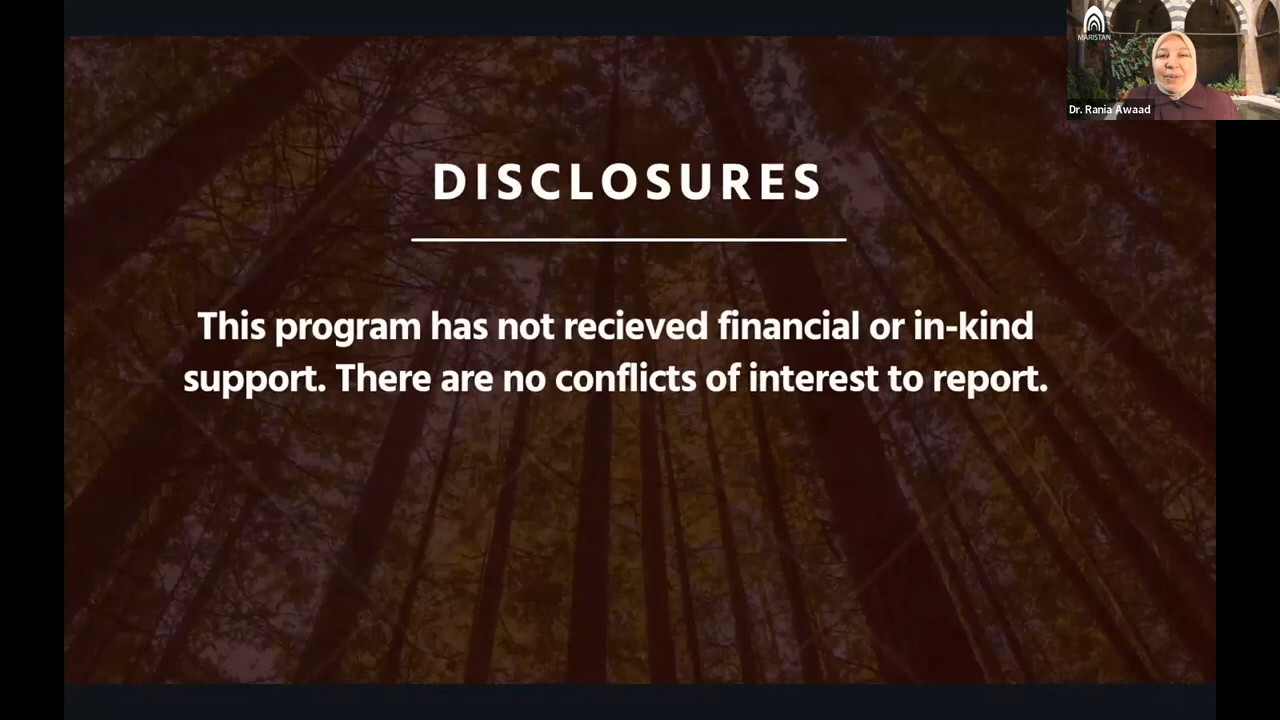 MARISTAN
Dr. Rania Awaad
DISCLOSURES
This program has not recieved financial or in-kind
support. There are no conflicts of interest to report.